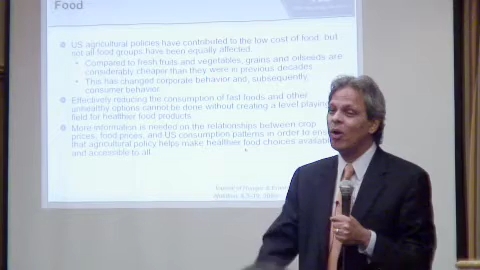 Food
US agricultural policies have contributed to the low cost of food, but
not all food groups have been equally affected.
Compared to fresh fruits and vegetables, grains and oilseeds are
considerably cheaper than they were in previous decades.
This has changed corporate behavior and, subsequently,
consumer behavior.
Effectively reducing the consumption of fast foods and other
unhealthy options cannot be done without creating a level playing
field for healthier food products.
More information is needed on the relationships between crop
prices, food prices, and US consumption patterns in order to
that agricultural policy helps make healthier food choices
and accessible to all.
Journal of Hunger &